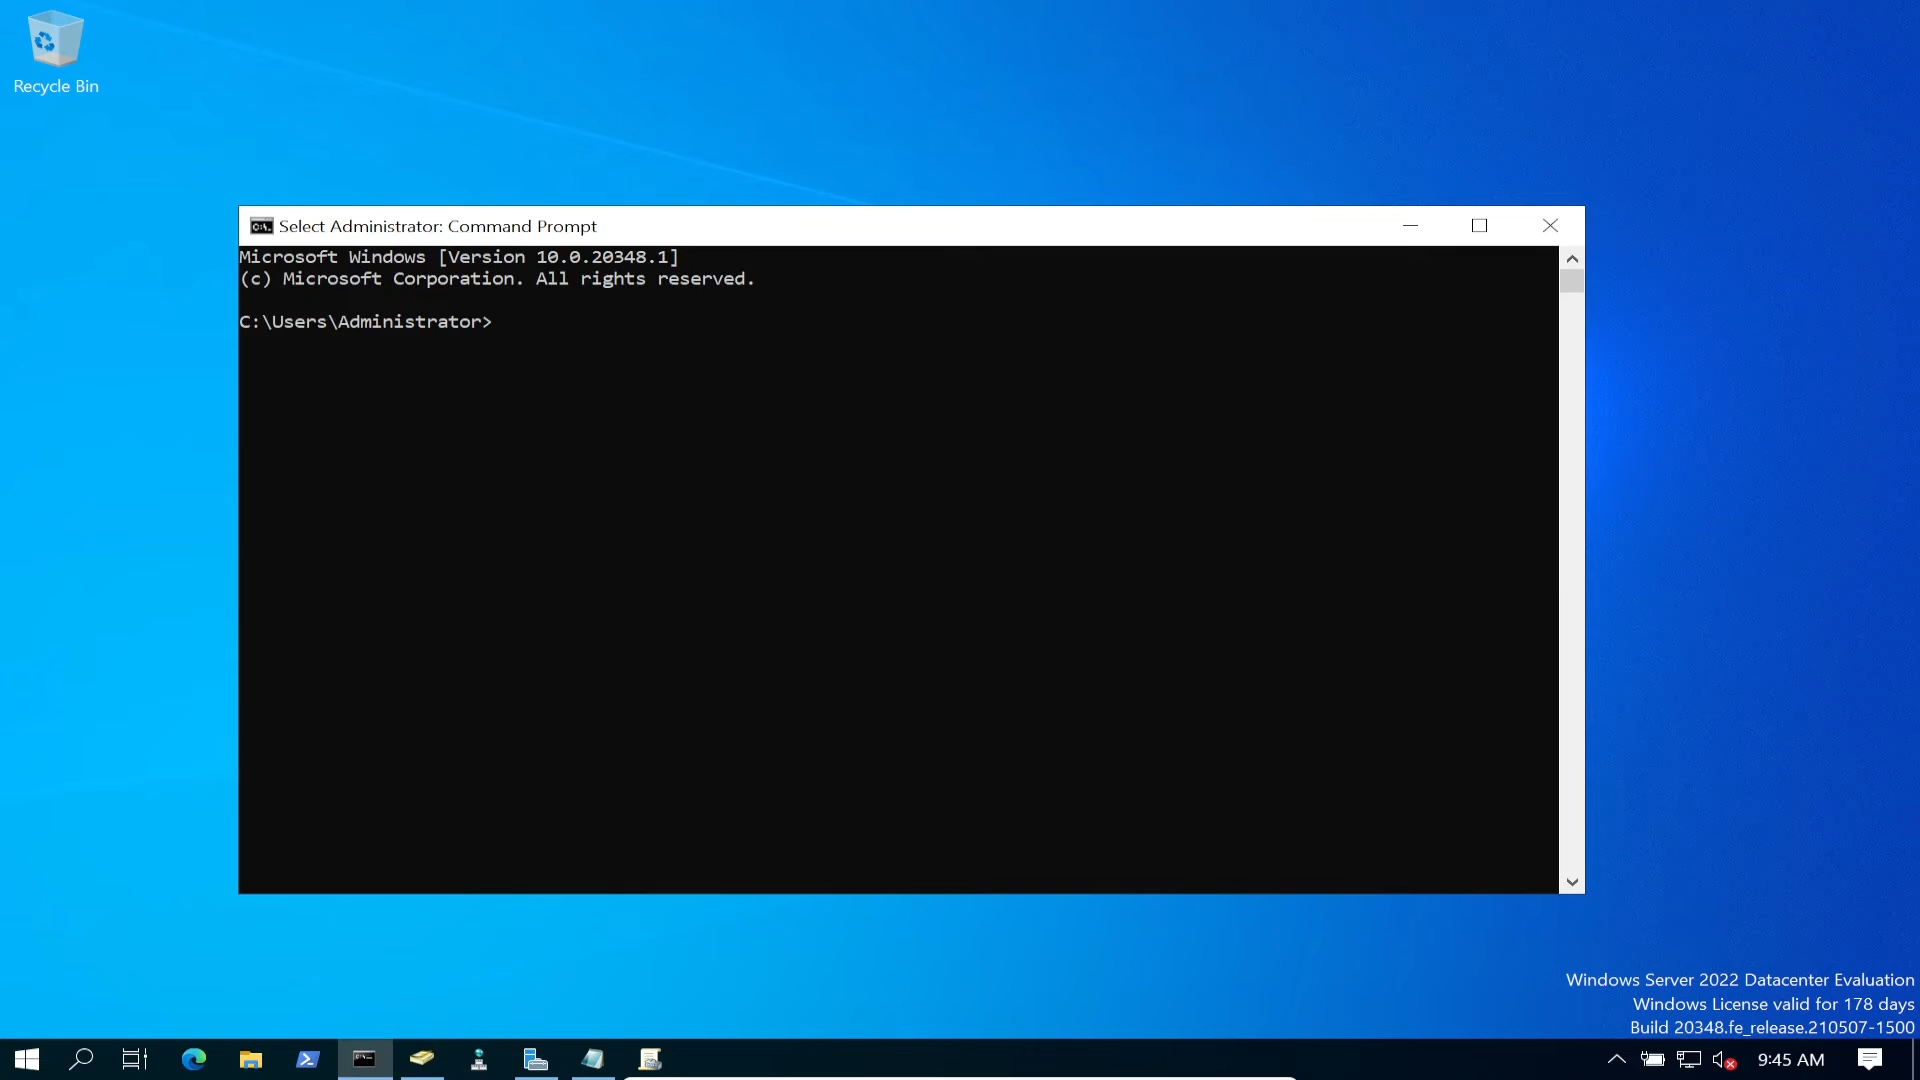 Recycle Bin
Select Administrator: Command Prompt
Microsoft Windows [Version 10.0.20348.1]
(c) Microsoft Corporation. All rights reserved.
C:\Users\Administrator>
Windows Server 2022 Datacenter Evaluation
Windows License valid for 178 days
Build 20348.fe_release.210507-1500
9:45 AM